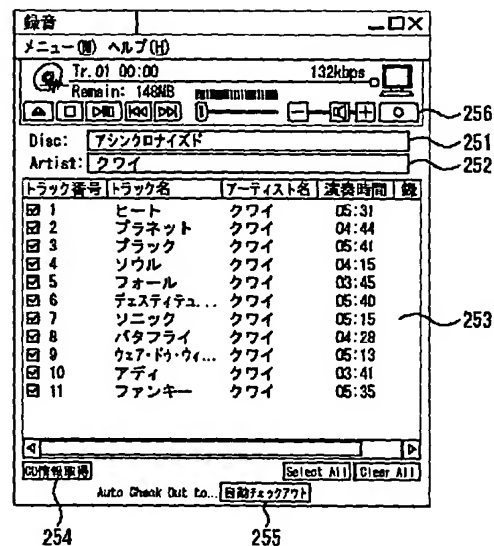 録音
メニュー(M) ヘルプ(H)
Tr.01 00:00 132kbps
Remain: 148MB
256
Disc: アシンクロナイズド 251
Artist: クワイ 252
トラック番号 トラック名 アーティスト名 演奏時間 録
1 ヒート クワイ 05:31
2 プラネット クワイ 04:44
3 ブラック クワイ 05:41
4 ソウル クワイ 04:15
5 フォール クワイ 03:45
6 デェスティテュ... クワイ 05:40
7 ソニック クワイ 05:15
253
8 バタフライ クワイ 04:28
9 ウェア・ドゥ・ウィ... クワイ 05:13
10 アディ クワイ 03:41
11 ファンキー クワイ 05:35
CD情報取得 Select All Clear All
Auto Check Out to... 自動チェックアウト
254 255